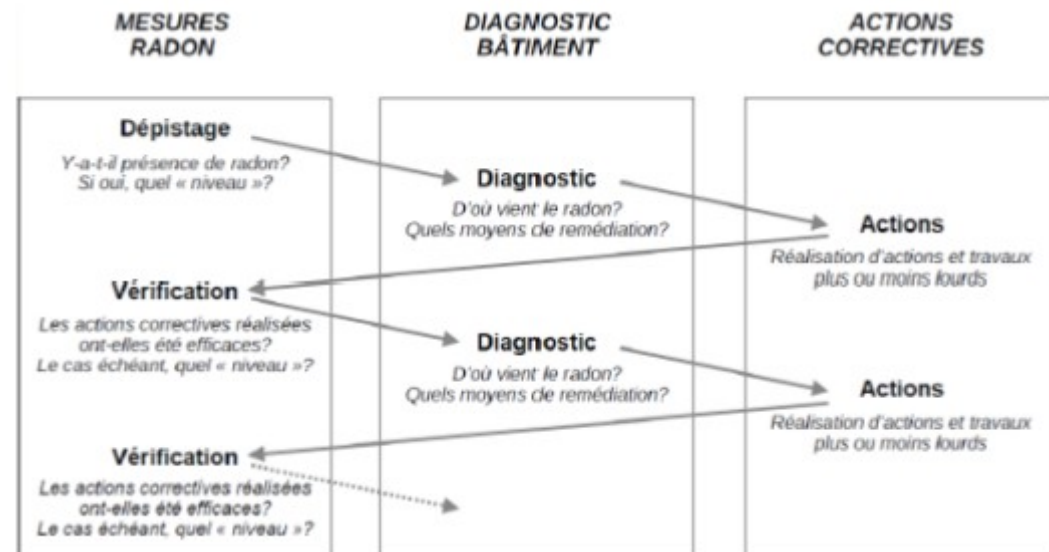 MESURES
RADON
DIAGNOSTIC
BÂTIMENT
ACTIONS
CORRECTIVES
Dépistage
Y-a-t-il présence de radon?
Si oui, quel « niveau »?
Diagnostic
D'où vient le radon?
Quels moyens de remédiation?
Actions
Réalisation d'actions et travaux
plus ou moins lourds
Vérification
Les actions correctives réalisées
ont-elles été efficaces?
Le cas échéant, quel « niveau »?
Diagnostic
D'où vient le radon?
Quels moyens de remédiation?
Actions
Réalisation d'actions et travaux
plus ou moins lourds
Vérification
Les actions correctives réalisées
ont-elles été efficaces?
Le cas échéant, quel « niveau »?